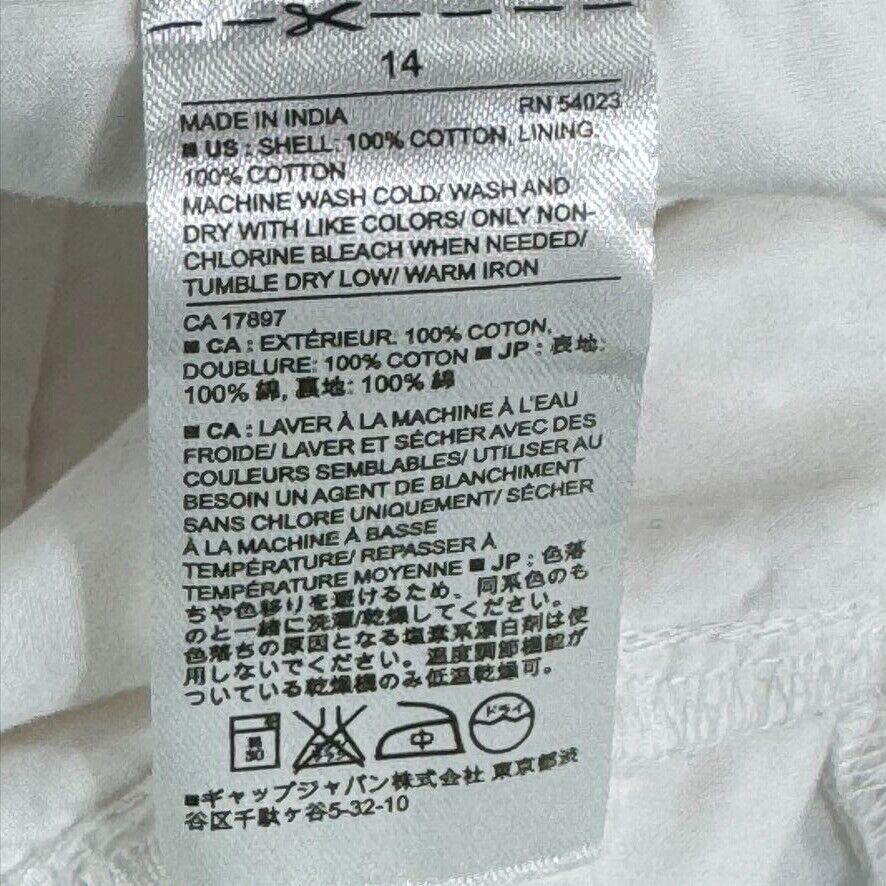 14
MADE IN INDIA RN 54023
■ US : SHELL: 100% COTTON, LINING:
100% COTTON
MACHINE WASH COLD/ WASH AND
DRY WITH LIKE COLORS/ ONLY NON-
CHLORINE BLEACH WHEN NEEDED/
TUMBLE DRY LOW/ WARM IRON
CA 17897
■ CA : EXTÉRIEUR: 100% COTON,
DOUBLURE: 100% COTON ■ JP : 表地:
100% 綿, 裏地: 100% 綿
■ CA : LAVER À LA MACHINE À L'EAU
FROIDE/ LAVER ET SÉCHER AVEC DES
COULEURS SEMBLABLES/ UTILISER AU
BESOIN UN AGENT DE BLANCHIMENT
SANS CHLORE UNIQUEMENT/ SÉCHER
À LA MACHINE À BASSE
TEMPÉRATURE/ REPASSER À
TEMPÉRATURE MOYENNE ■ JP : 色落
ちや色移りを避けるため、同系色のも
のと一緒に洗濯/乾燥してください。
色落ちの原因となる塩素系漂白剤は使
用しないでください。温度調節機能が
ついている乾燥機のみ低温乾燥可。
弱 30 中 ドライ
■ギャップジャパン株式会社 東京都渋
谷区千駄ケ谷5-32-10